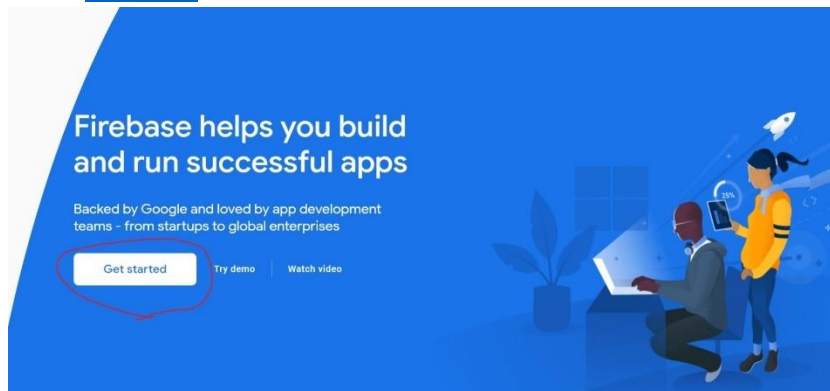 Firebase helps you build
and run successful apps
Backed by Google and loved by app development
teams - from startups to global enterprises
Get started
Try demo
Watch video
25%